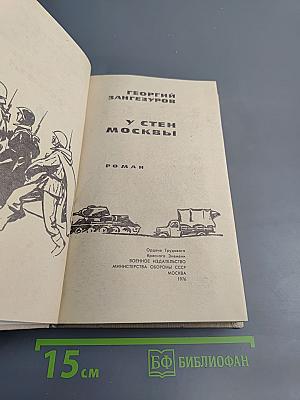 ГЕОРГИЙ
ЗАНГЕЗУРОВ
У СТЕН
МОСКВЫ
РОМАН
Ордена Трудового
Красного Знамени
ВОЕННОЕ ИЗДАТЕЛЬСТВО
МИНИСТЕРСТВА ОБОРОНЫ СССР
МОСКВА
1976
15 см
БФ БИБЛИОФАН